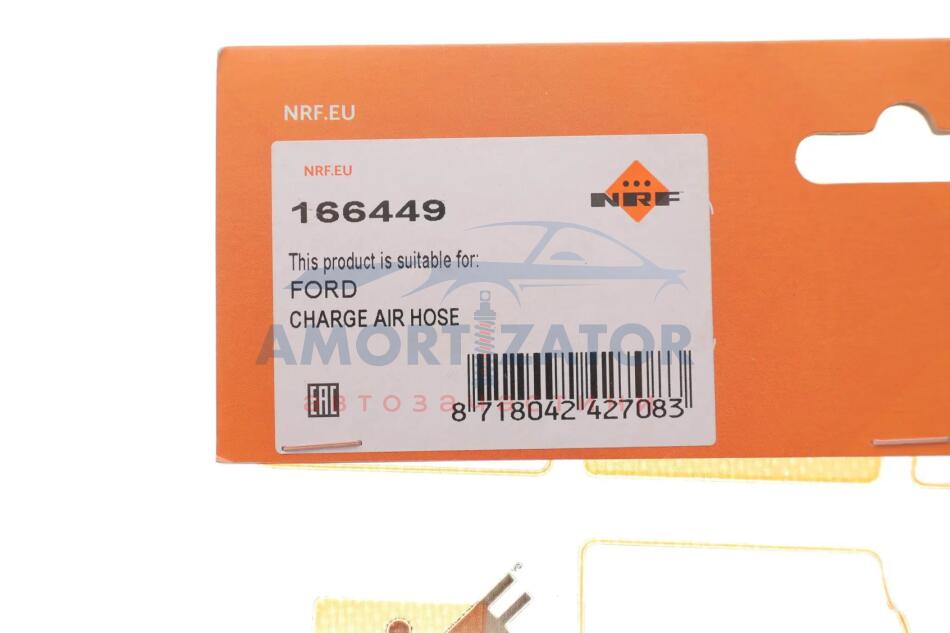 NRF.EU
NRF.EU
NRF
166449
This product is suitable for:
FORD
CHARGE AIR HOSE
AMORTIZATOR
EAC
8 718042 427083